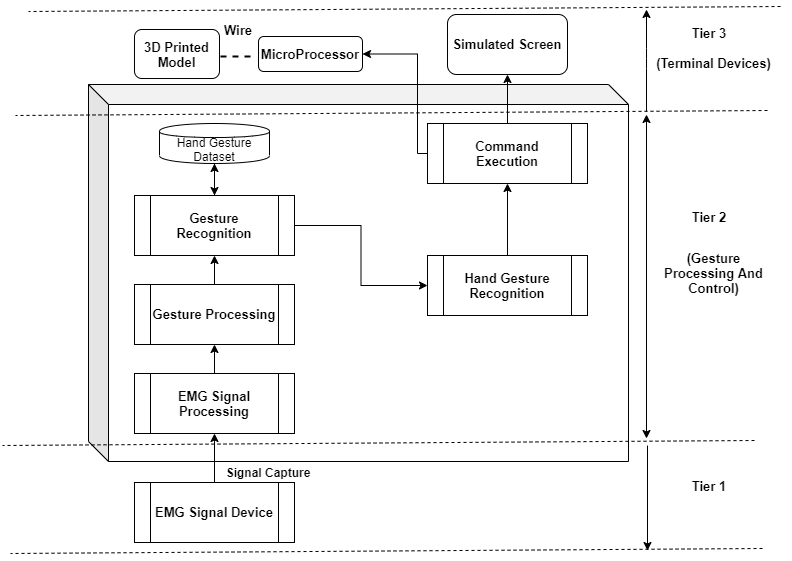 Wire
3D Printed
Model
MicroProcessor
Simulated Screen
Tier 3
(Terminal Devices)
Hand Gesture
Dataset
Command
Execution
Gesture
Recognition
Tier 2
(Gesture
Processing And
Control)
Hand Gesture
Recognition
Gesture Processing
EMG Signal
Processing
Signal Capture
EMG Signal Device
Tier 1